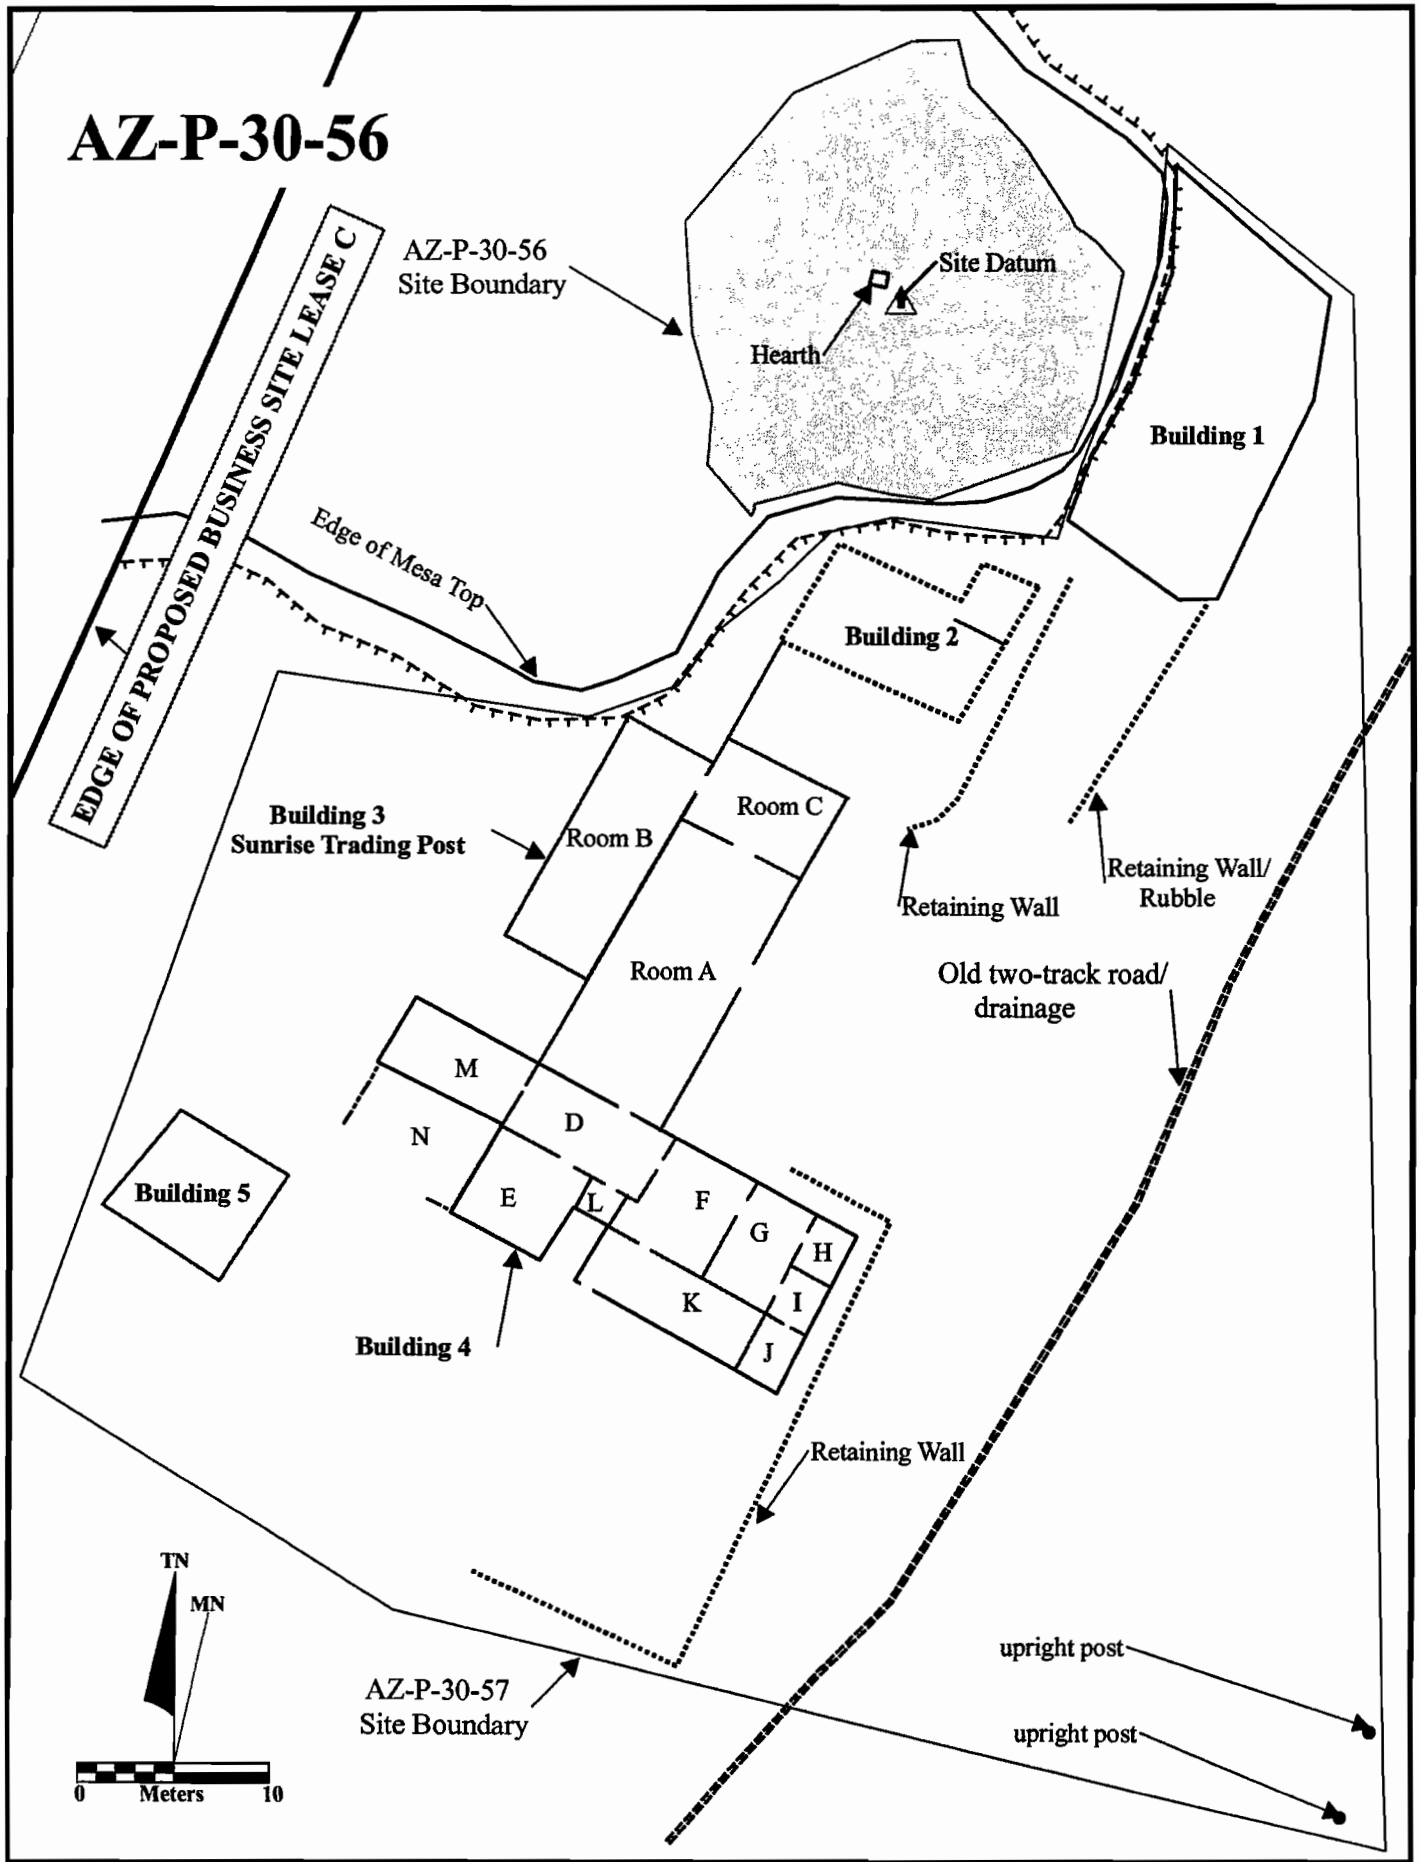 AZ-P-30-56
EDGE OF PROPOSED BUSINESS SITE LEASE C
AZ-P-30-56
Site Boundary
Site Datum
Hearth
Building 1
Edge of Mesa Top
Building 2
Building 3
Sunrise Trading Post
Room B
Room C
Retaining Wall/
Rubble
Retaining Wall
Room A
Old two-track road/
drainage
M
D
N
Building 5
E
L
F
G
H
I
K
J
Building 4
Retaining Wall
TN
MN
AZ-P-30-57
Site Boundary
upright post
upright post
0 Meters 10